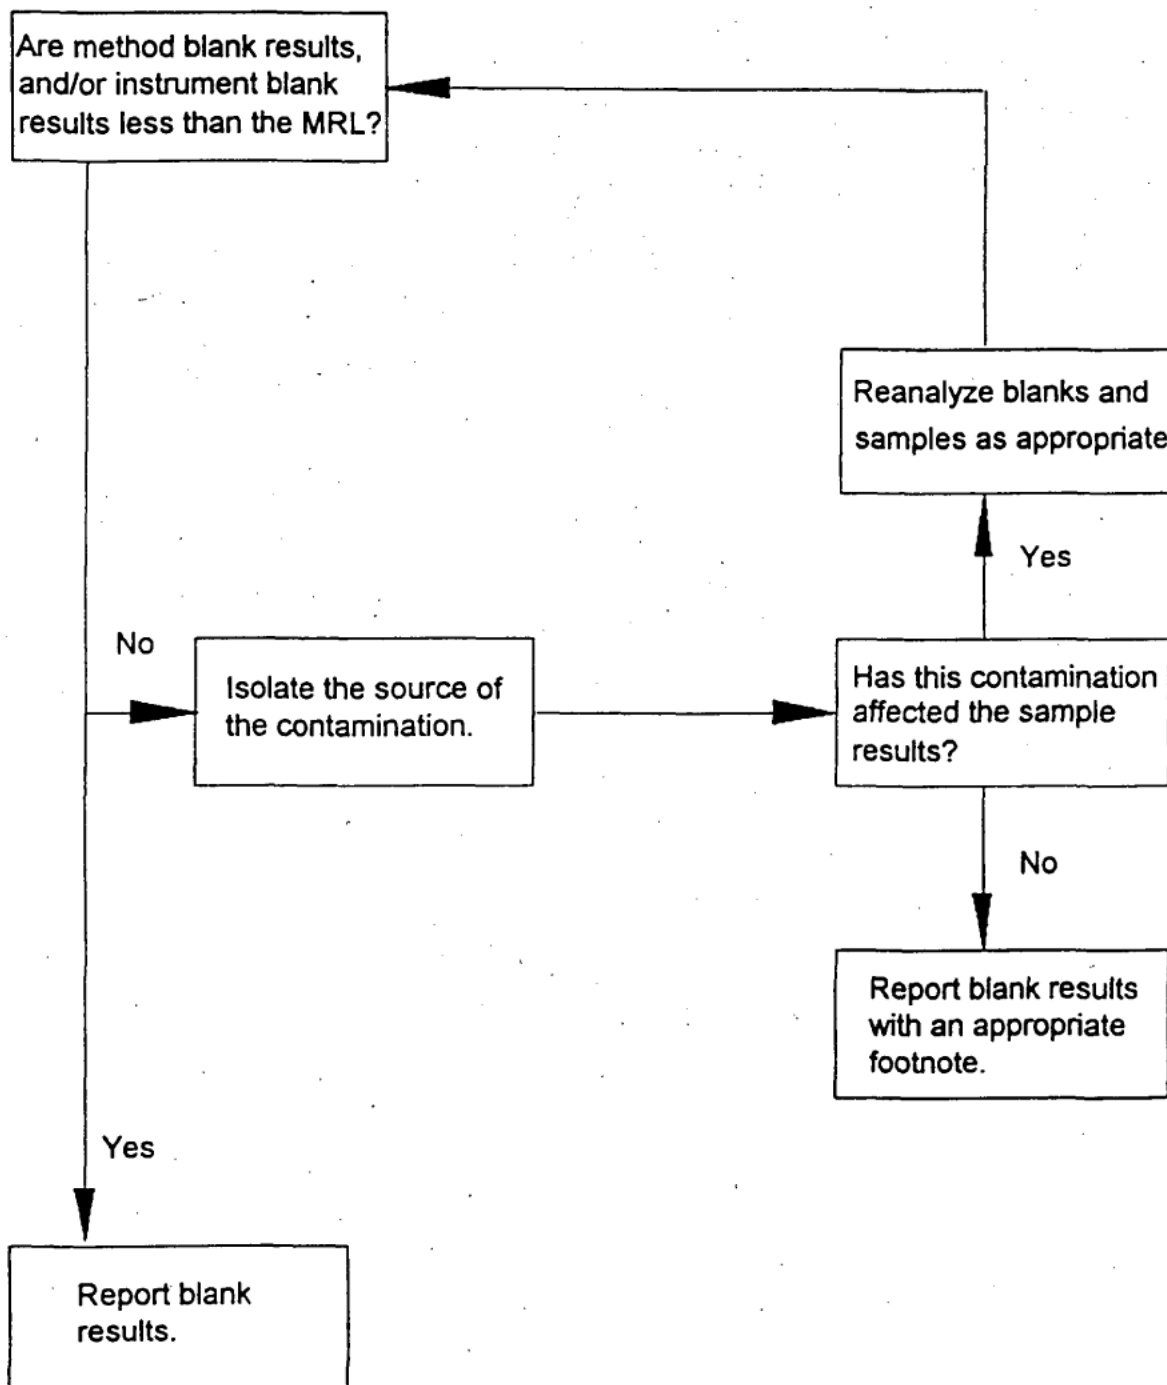 Are method blank results,
and/or instrument blank
results less than the MRL?
Reanalyze blanks and
samples as appropriate
Yes
No
Isolate the source of
the contamination.
Has this contamination
affected the sample
results?
No
Report blank results
with an appropriate
footnote.
Yes
Report blank
results.